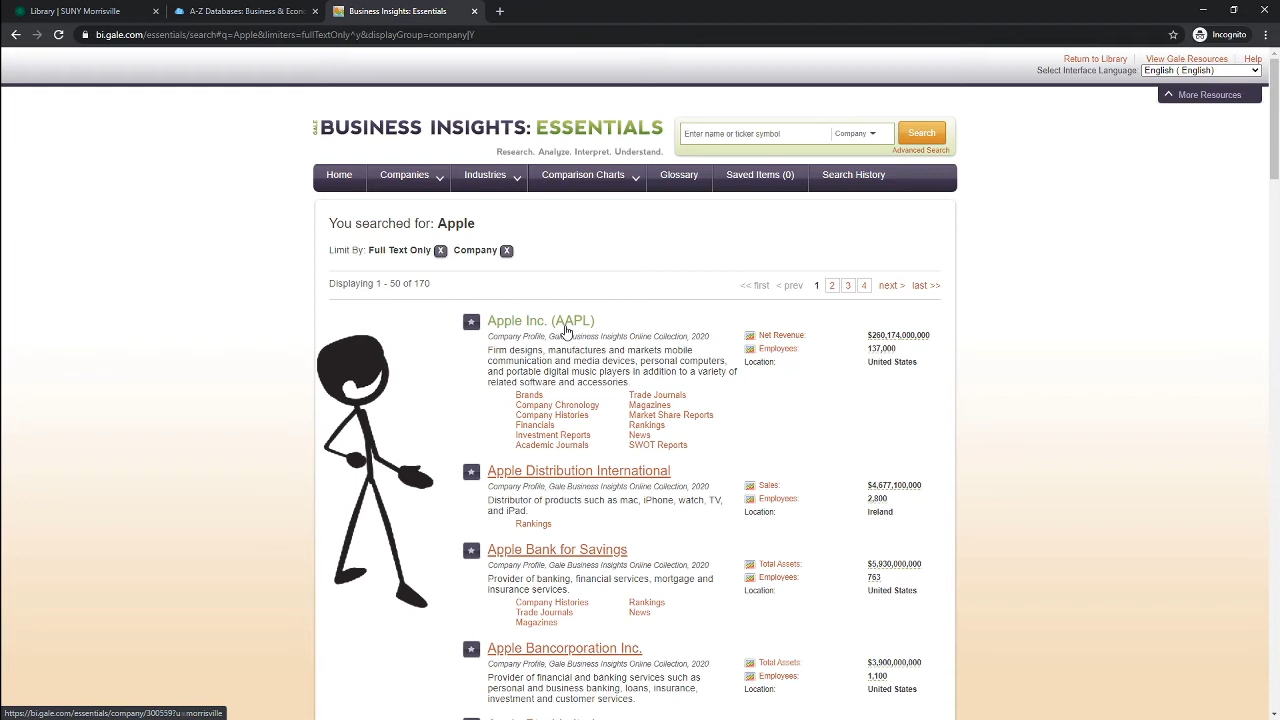 Library | SUNY Morrisville
A-Z Databases: Business & Econo
Business Insights: Essentials
bi.gale.com/essentials/search#q=Apple&limiters=fullTextOnly^y&displayGroup=company|Y
Incognito
Return to Library
View Gale Resources
Help
Select Interface Language:
English ( English)
More Resources
GALE
BUSINESS INSIGHTS: ESSENTIALS
Research. Analyze. Interpret. Understand.
Enter name or ticker symbol
Company
Search
Advanced Search
Home
Companies
Industries
Comparison Charts
Glossary
Saved Items (0)
Search History
You searched for: Apple
Limit By: Full Text Only X Company X
Displaying 1 - 50 of 170
<< first < prev 1 2 3 4 next > last >>
Apple Inc. (AAPL)
Company Profile, Gale Business Insights Online Collection, 2020
Firm designs, manufactures and markets mobile
communication and media devices, personal computers,
and portable digital music players in addition to a variety of
related software and accessories.
Brands
Company Chronology
Company Histories
Financials
Investment Reports
Academic Journals
Trade Journals
Magazines
Market Share Reports
Rankings
News
SWOT Reports
Net Revenue: $260,174,000,000
Employees: 137,000
Location: United States
Apple Distribution International
Company Profile, Gale Business Insights Online Collection, 2020
Distributor of products such as mac, iPhone, watch, TV,
and iPad.
Rankings
Sales: $4,677,100,000
Employees: 2,800
Location: Ireland
Apple Bank for Savings
Company Profile, Gale Business Insights Online Collection, 2020
Provider of banking, financial services, mortgage and
insurance services.
Company Histories
Trade Journals
Magazines
Rankings
News
Total Assets: $5,930,000,000
Employees: 763
Location: United States
Apple Bancorporation Inc.
Company Profile, Gale Business Insights Online Collection, 2020
Provider of financial and banking services such as
personal and business banking, loans, insurance,
investment and customer services.
Total Assets: $3,900,000,000
Employees: 1,100
Location: United States
https://bi.gale.com/essentials/company/300559?u=morrisville